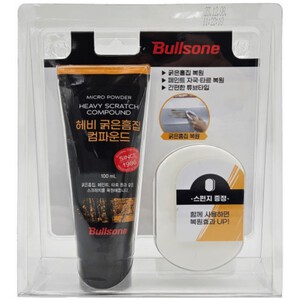 Bullsone
굵은흠집 복원
페인트 자국·타르 복원
간편한 튜브타입
굵은흠집 복원
MICRO POWDER
HEAVY SCRATCH
COMPOUND
헤비 굵은흠집
컴파운드
SINCE
100 mL
Bullsone
·스펀지 증정·
함께 사용하면
복원효과 UP!